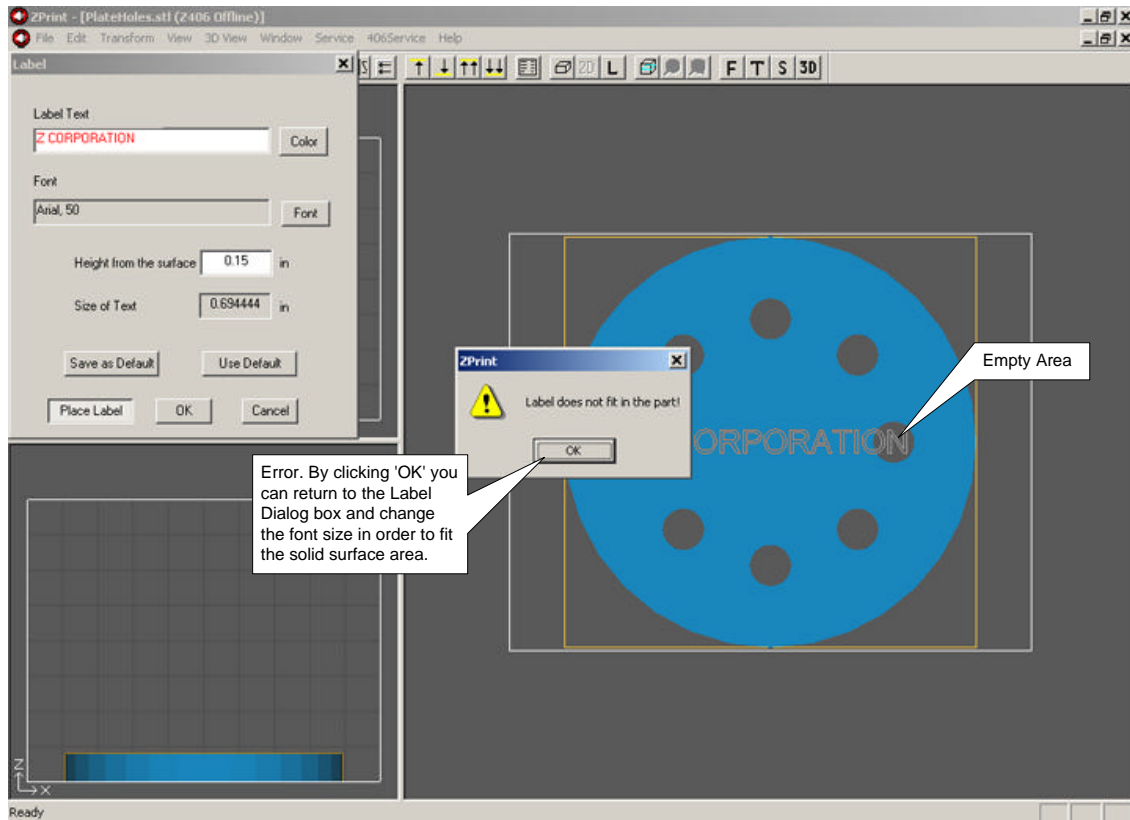 ZPrint - [PlateHoles.stl (Z406 Offline)]
File Edit Transform View 3D View Window Service 406Service Help
Label
2D L F T S 3D
Label Text
Z CORPORATION
Color
Font
Arial, 50
Font
Height from the surface 0.15 in
Size of Text 0.694444 in
Save as Default Use Default
Place Label OK Cancel
ZPrint
Label does not fit in the part!
OK
Empty Area
ORPORATION
Error. By clicking 'OK' you
can return to the Label
Dialog box and change
the font size in order to fit
the solid surface area.
Z
X
Ready